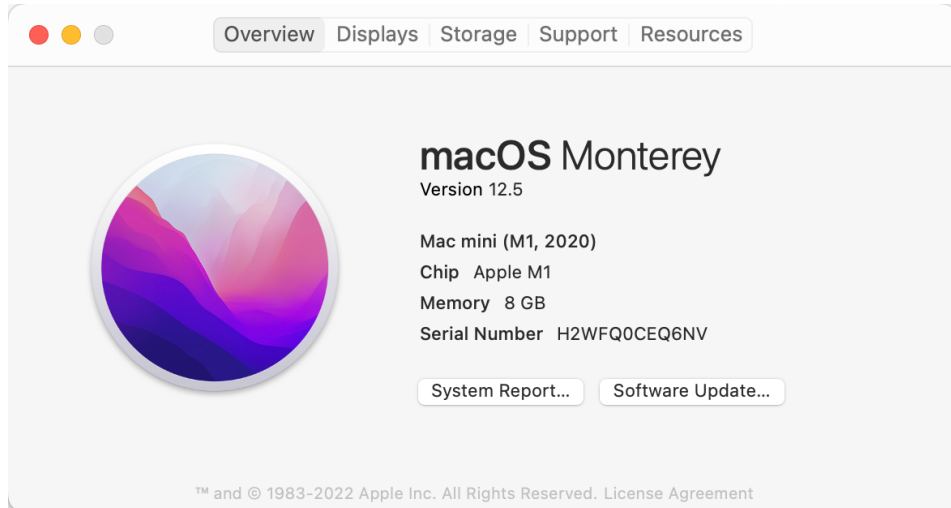 Overview Displays Storage Support Resources
macOS Monterey
Version 12.5
Mac mini (M1, 2020)
Chip Apple M1
Memory 8 GB
Serial Number H2WFQ0CEQ6NV
System Report... Software Update...
™ and © 1983-2022 Apple Inc. All Rights Reserved. License Agreement